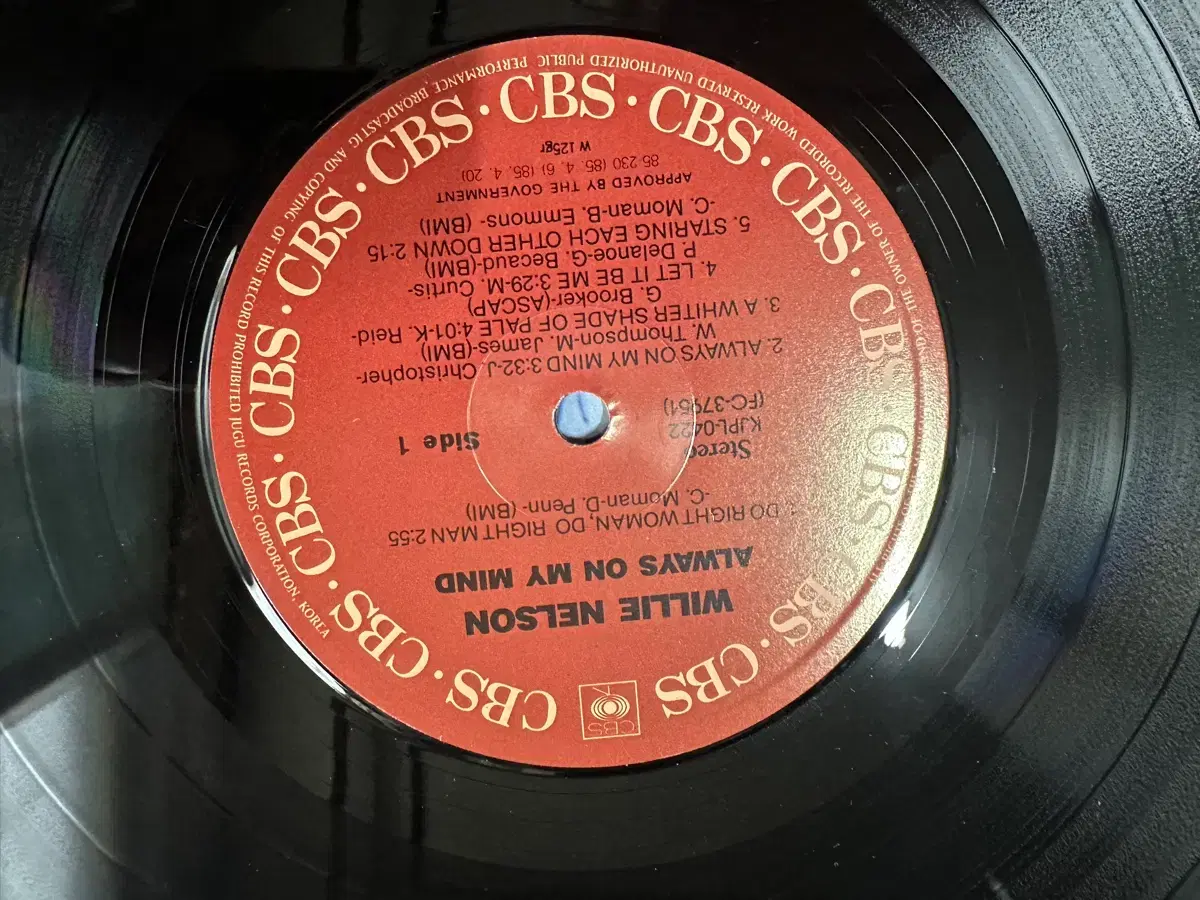 WILLIE NELSON
ALWAYS ON MY MIND
1. DO RIGHT WOMAN, DO RIGHT MAN 2:55
-C. Moman-D. Penn- (BMI)
Stereo
KJPL-0422
(FC-37951)
Side 1
2. ALWAYS ON MY MIND 3:32-J. Christopher-
W. Thompson-M. James-(BMI)
3. A WHITER SHADE OF PALE 4:01-K. Reid-
G. Brooker-(ASCAP)
4. LET IT BE ME 3:29-M. Curtis-
P. Delanoe-G. Becaud-(BMI)
5. STARING EACH OTHER DOWN 2:15
-C. Moman-B. Emmons- (BMI)
APPROVED BY THE GOVERNMENT
85-230 (85. 4. 6) (85. 4. 20)
W 125gr
CBS
CBS · CBS · CBS · CBS · CBS · CBS · CBS · CBS · CBS · CBS · CBS · CBS · CBS
THE OWNER OF THE RECORDED WORK RESERVED UNAUTHORIZED PUBLIC PERFORMANCE, BROADCASTIG AND COPYING OF THIS RECORD PROHIBITED JUGU RECORDS CORPORATION, KOREA